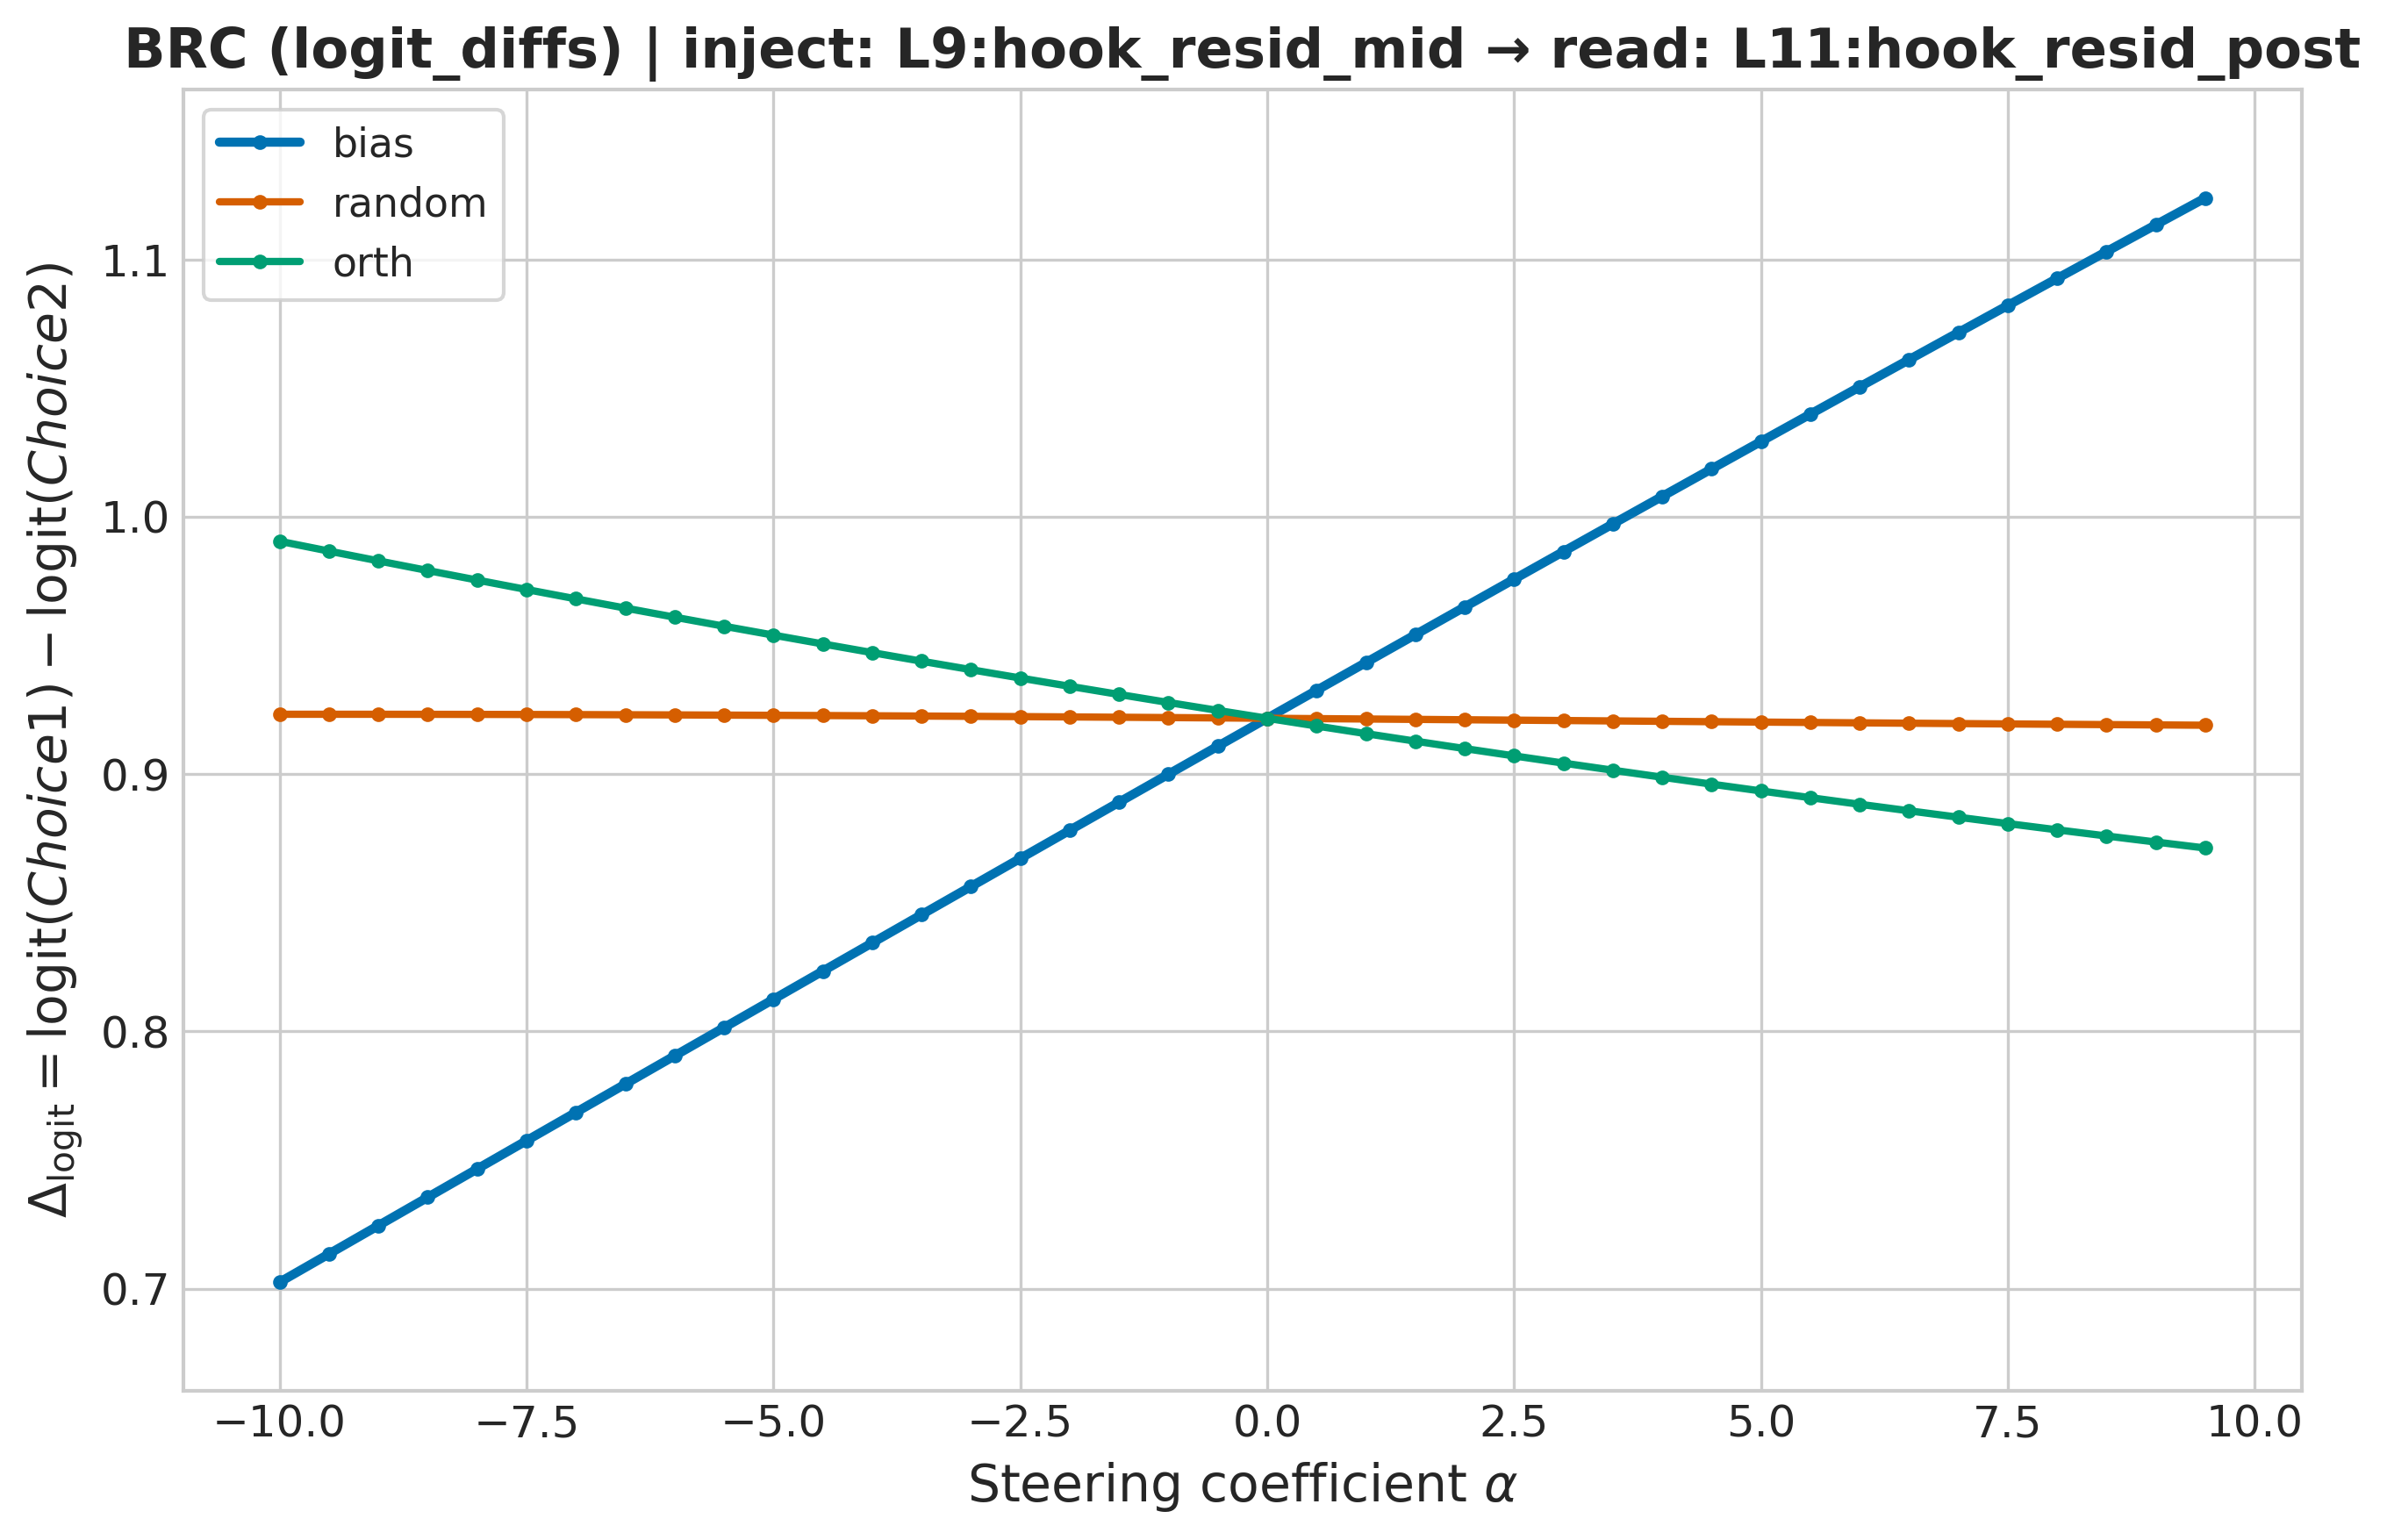 BRC (logit_diffs) | inject: L9:hook_resid_mid → read: L11:hook_resid_post
bias
random
orth
Δlogit = logit(Choice1) − logit(Choice2)
1.1
1.0
0.9
0.8
0.7
−10.0 −7.5 −5.0 −2.5 0.0 2.5 5.0 7.5 10.0
Steering coefficient α